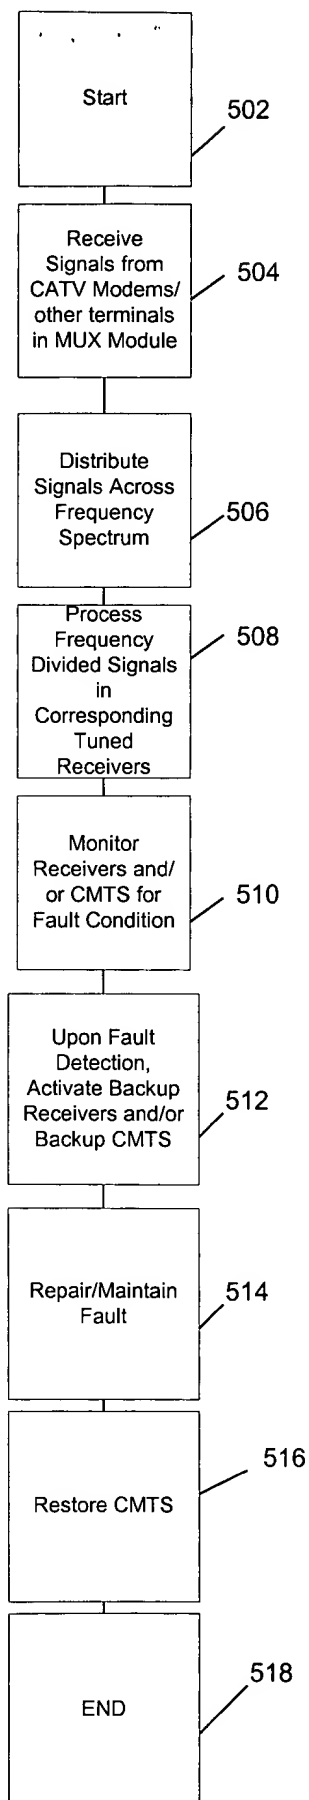 Start
502
Receive
Signals from
CATV Modems/
other terminals
in MUX Module
504
Distribute
Signals Across
Frequency
Spectrum
506
Process
Frequency
Divided Signals
in
Corresponding
Tuned
Receivers
508
Monitor
Receivers and/
or CMTS for
Fault Condition
510
Upon Fault
Detection,
Activate Backup
Receivers and/or
Backup CMTS
512
Repair/Maintain
Fault
514
Restore CMTS
516
END
518